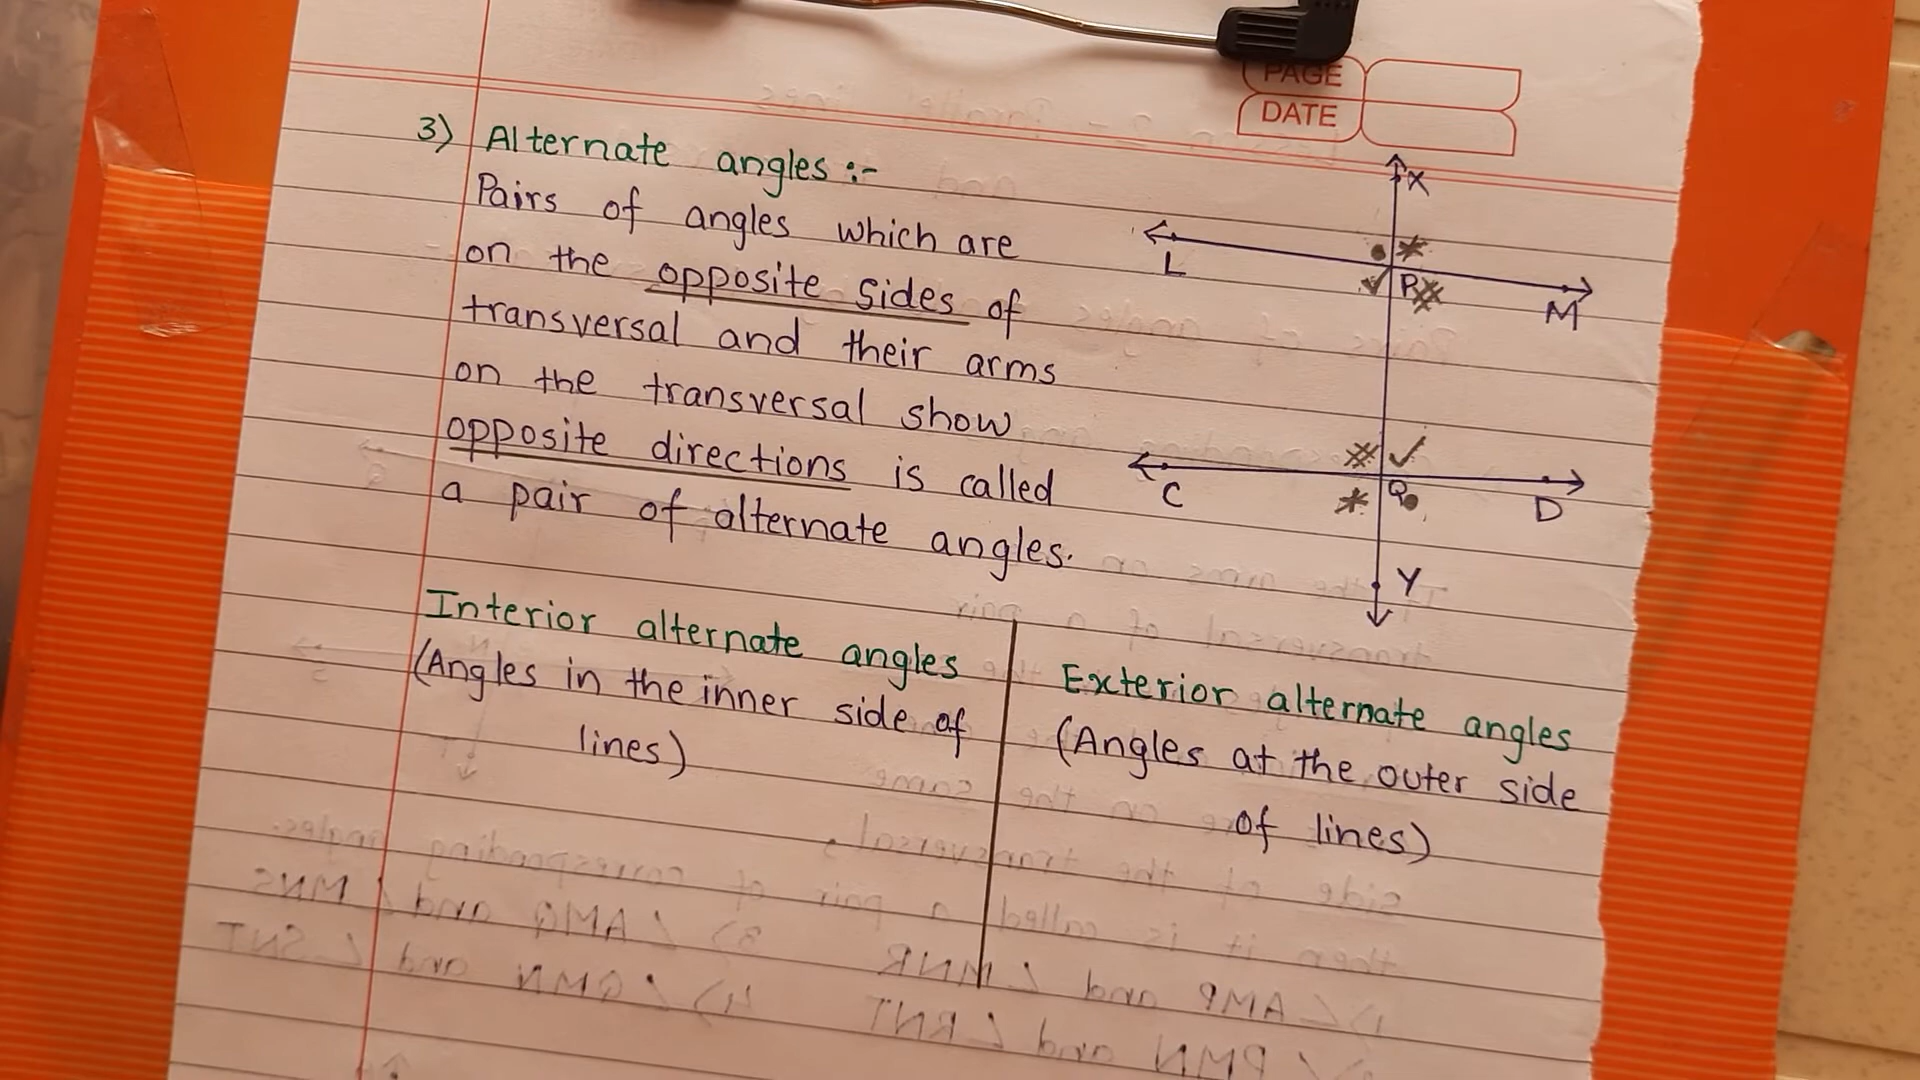 PAGE
DATE
3) Alternate angles :-
Pairs of angles which are
on the opposite sides of
transversal and their arms
on the transversal show
opposite directions is called
a pair of alternate angles.
X
L
P
M
C
Q
D
Y
Interior alternate angles
(Angles in the inner side of
lines)
Exterior alternate angles
(Angles at the outer side
of lines)